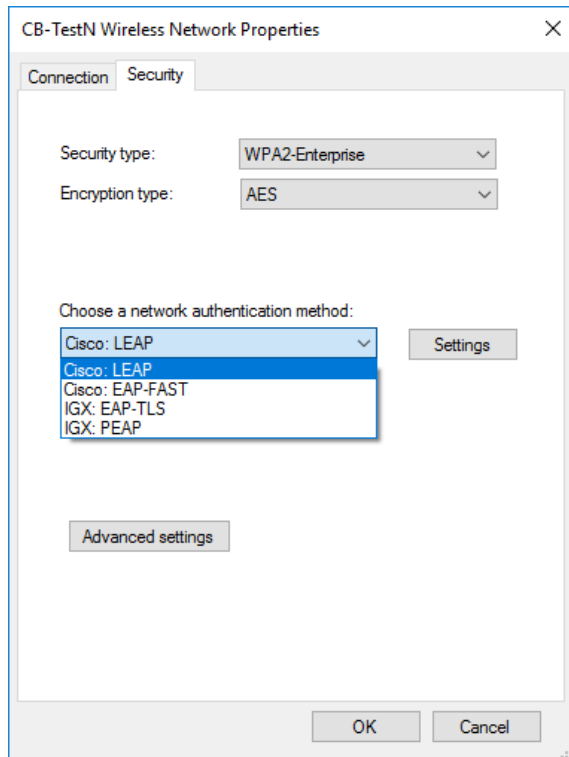 CB-TestN Wireless Network Properties
Connection
Security
Security type:
WPA2-Enterprise
Encryption type:
AES
Choose a network authentication method:
Cisco: LEAP
Settings
Cisco: LEAP
Cisco: EAP-FAST
IGX: EAP-TLS
IGX: PEAP
Advanced settings
OK
Cancel